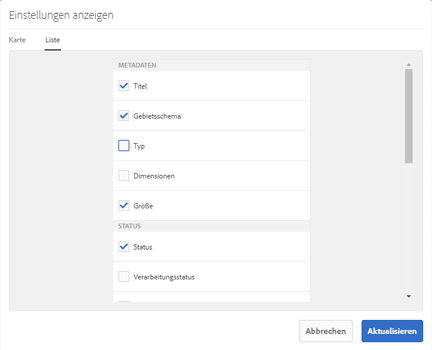 Einstellungen anzeigen
Karte Liste
METADATEN
Titel
Gebietsschema
Typ
Dimensionen
Größe
STATUS
Status
Verarbeitungsstatus
Abbrechen Aktualisieren